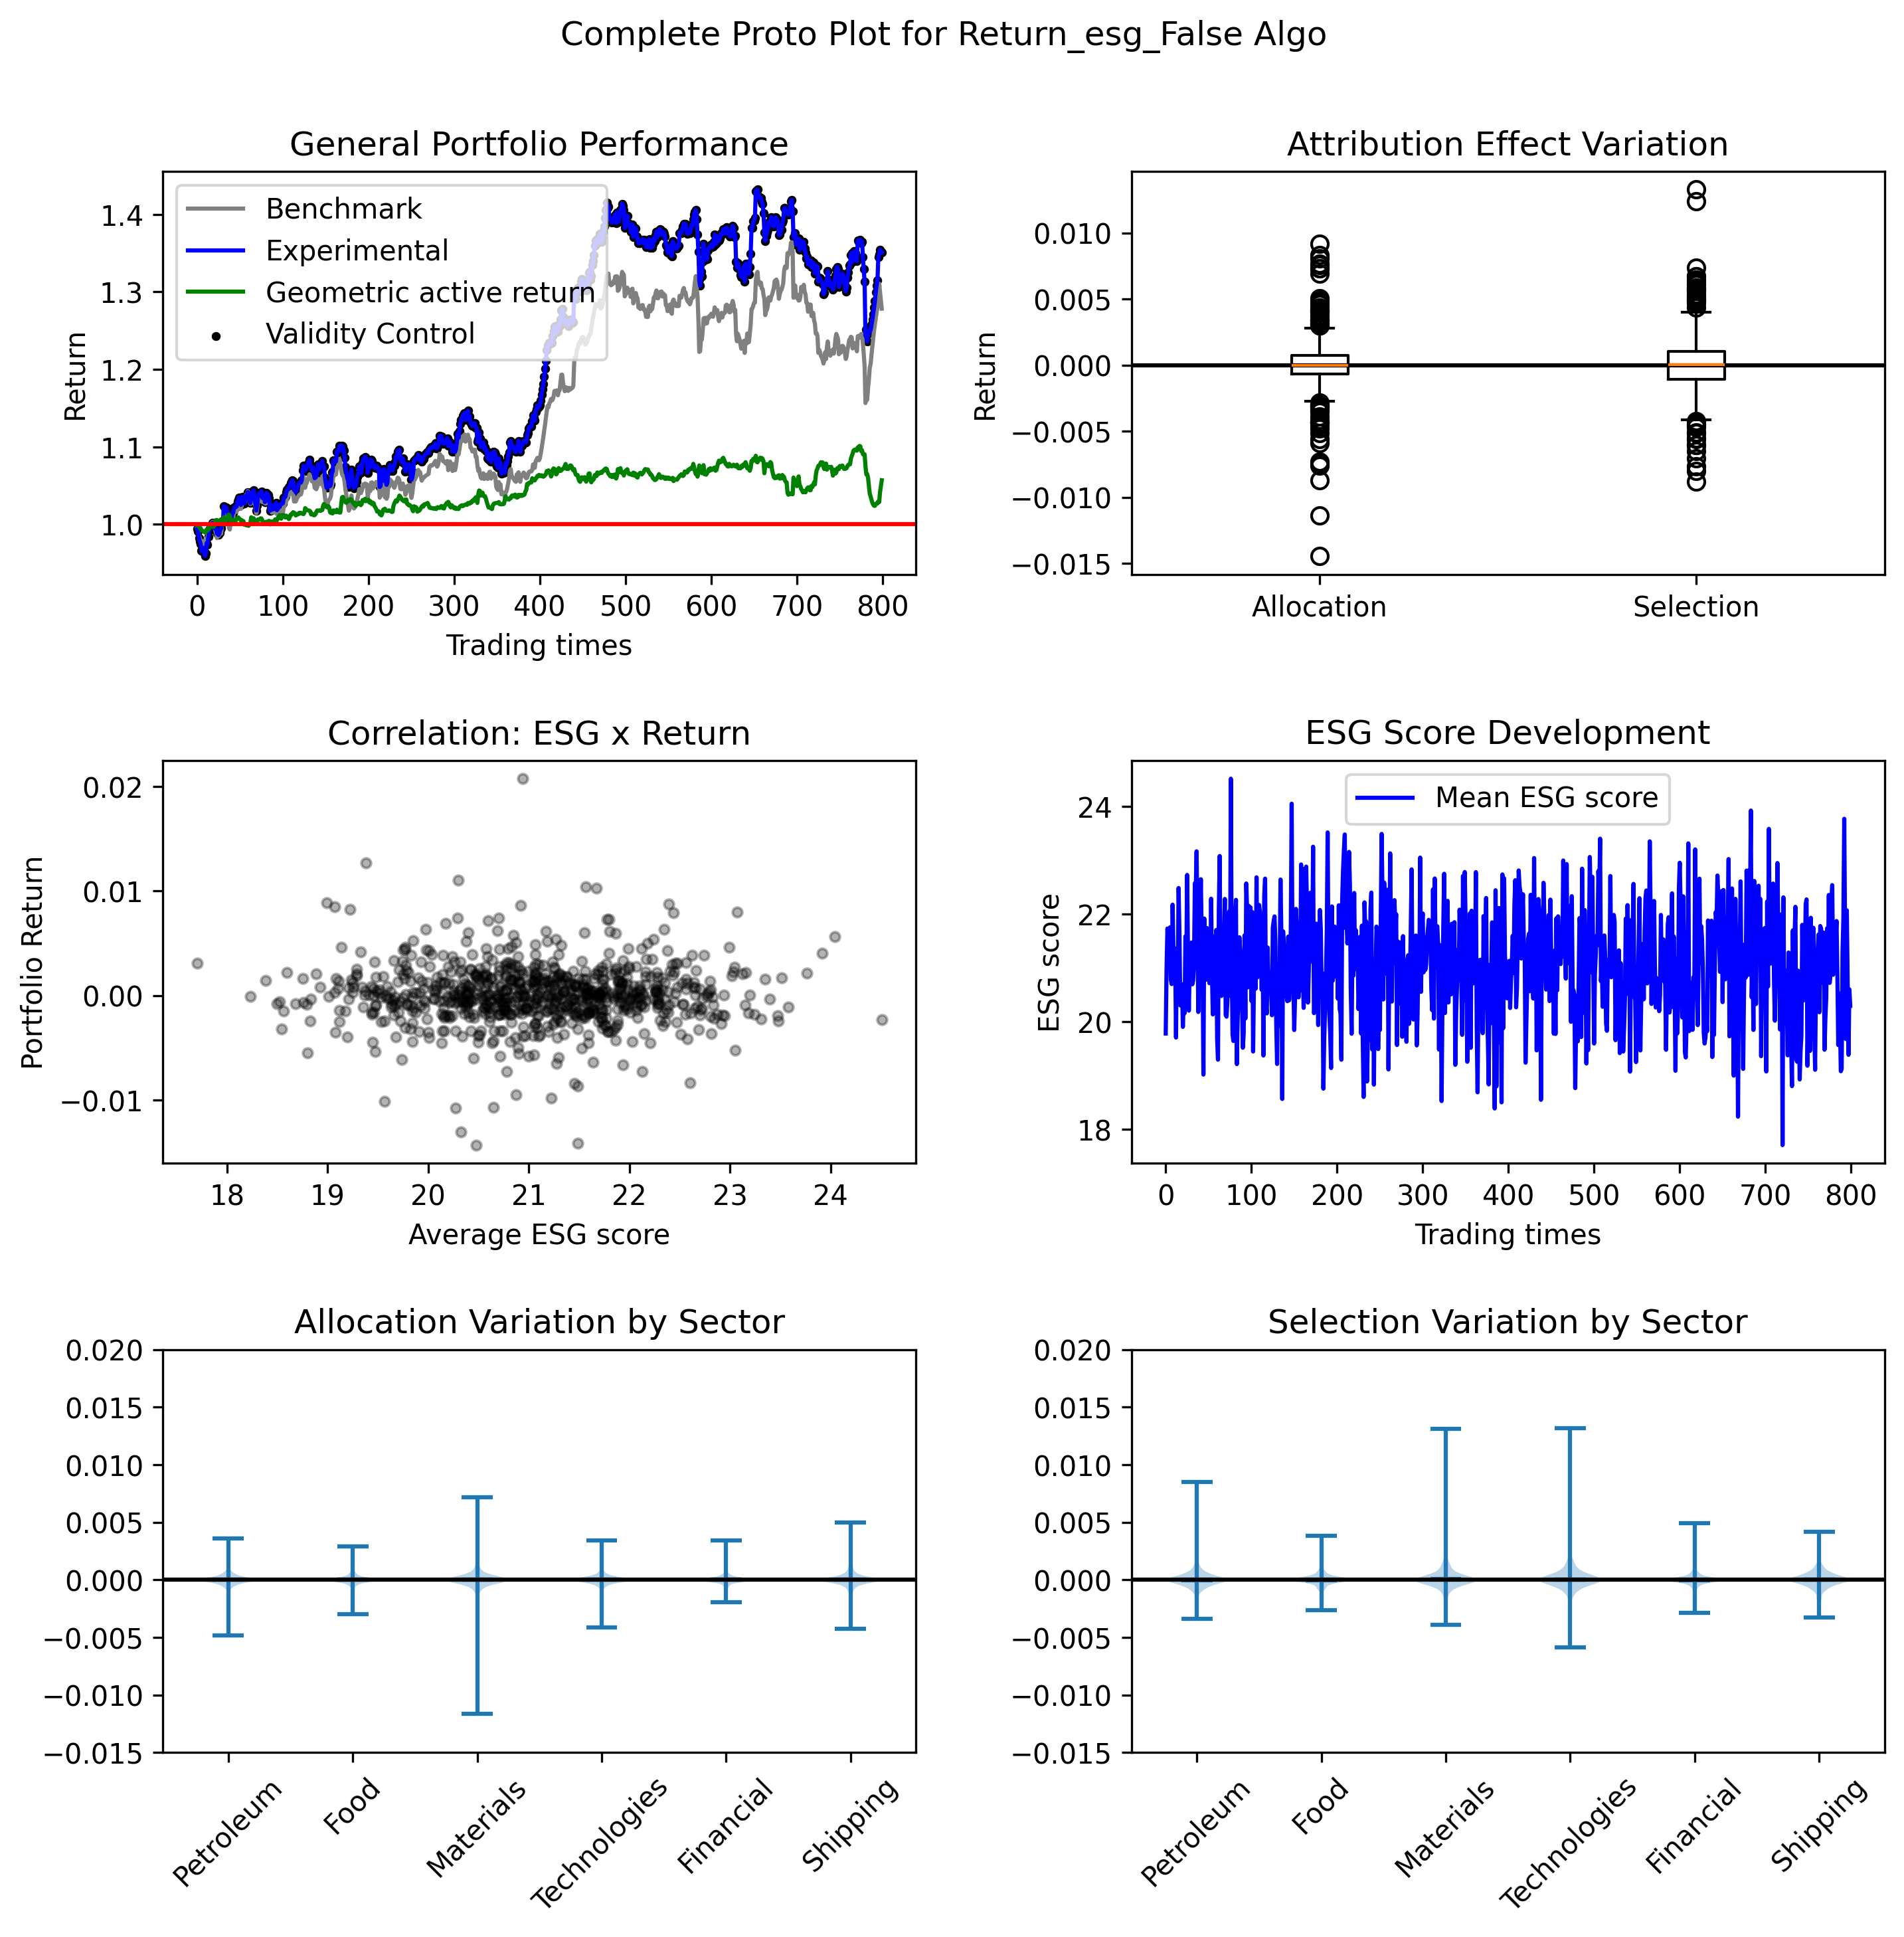 Complete Proto Plot for Return_esg_False Algo
General Portfolio Performance
Return
1.4
1.3
1.2
1.1
1.0
Benchmark
Experimental
Geometric active return
Validity Control
0 100 200 300 400 500 600 700 800
Trading times
Attribution Effect Variation
Return
0.010
0.005
0.000
−0.005
−0.010
−0.015
Allocation Selection
Correlation: ESG x Return
Portfolio Return
0.02
0.01
0.00
−0.01
18 19 20 21 22 23 24
Average ESG score
ESG Score Development
ESG score
24
22
20
18
Mean ESG score
0 100 200 300 400 500 600 700 800
Trading times
Allocation Variation by Sector
0.020
0.015
0.010
0.005
0.000
−0.005
−0.010
−0.015
Petroleum
Food
Materials
Technologies
Financial
Shipping
Selection Variation by Sector
0.020
0.015
0.010
0.005
0.000
−0.005
−0.010
−0.015
Petroleum
Food
Materials
Technologies
Financial
Shipping